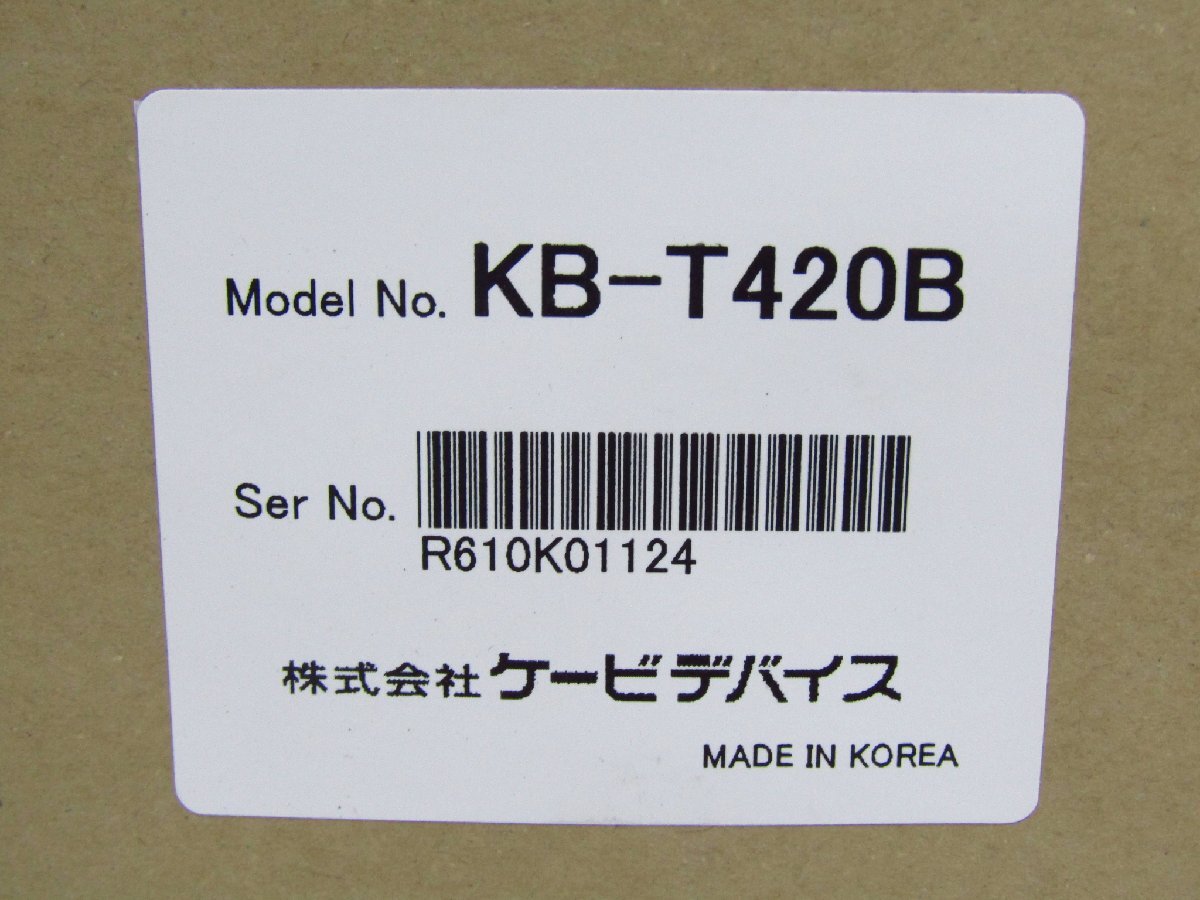 Model No. KB-T420B
Ser No.
R610K01124
株式会社 ケービデバイス
MADE IN KOREA